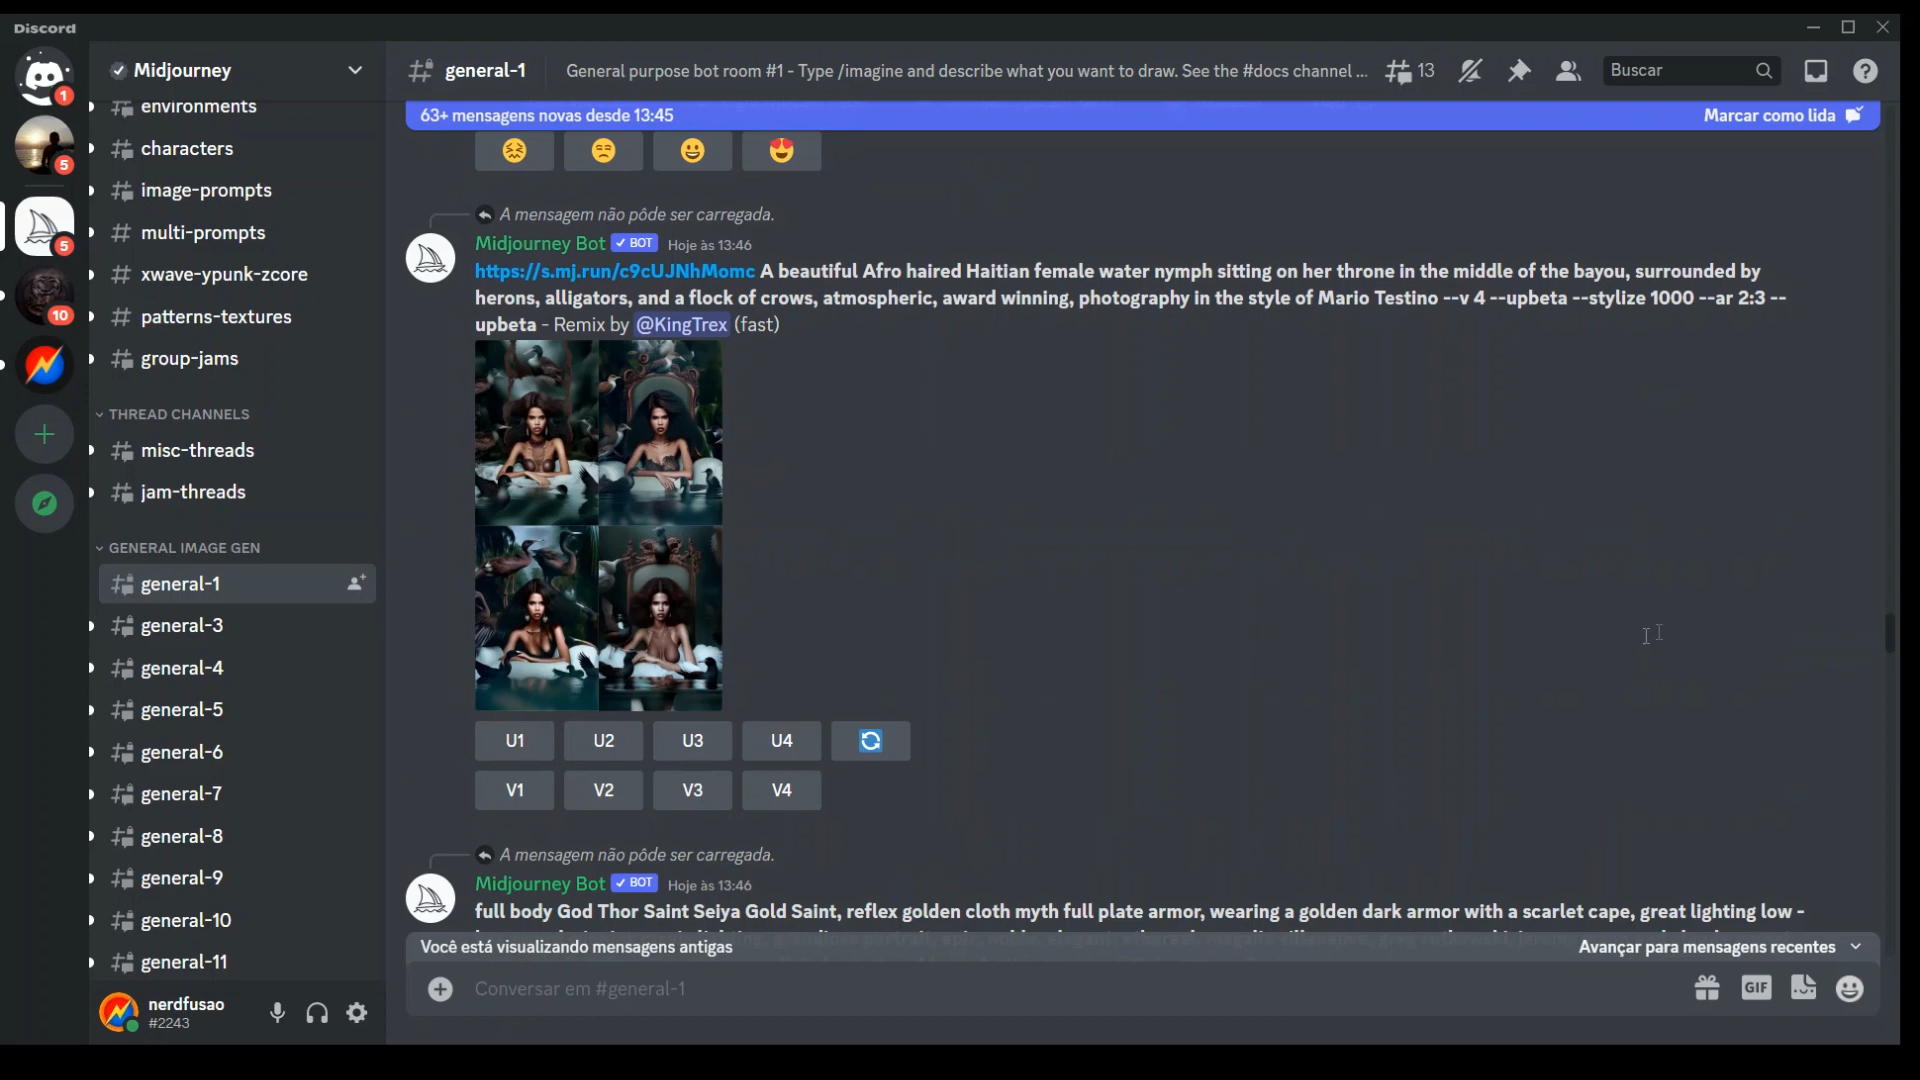 Discord
Midjourney
general-1
General purpose bot room #1 - Type /imagine and describe what you want to draw. See the #docs channel ...
13
Buscar
63+ mensagens novas desde 13:45
Marcar como lida
1
5
5
10
environments
characters
image-prompts
multi-prompts
xwave-ypunk-zcore
patterns-textures
group-jams
THREAD CHANNELS
misc-threads
jam-threads
GENERAL IMAGE GEN
general-1
general-3
general-4
general-5
general-6
general-7
general-8
general-9
general-10
general-11
nerdfusao
#2243
A mensagem não pôde ser carregada.
Midjourney Bot BOT Hoje às 13:46
https://s.mj.run/c9cUJNhMomc A beautiful Afro haired Haitian female water nymph sitting on her throne in the middle of the bayou, surrounded by
herons, alligators, and a flock of crows, atmospheric, award winning, photography in the style of Mario Testino --v 4 --upbeta --stylize 1000 --ar 2:3 --
upbeta - Remix by @KingTrex (fast)
U1 U2 U3 U4
V1 V2 V3 V4
A mensagem não pôde ser carregada.
Midjourney Bot BOT Hoje às 13:46
full body God Thor Saint Seiya Gold Saint, reflex golden cloth myth full plate armor, wearing a golden dark armor with a scarlet cape, great lighting low -
Você está visualizando mensagens antigas
Avançar para mensagens recentes
Conversar em #general-1
GIF